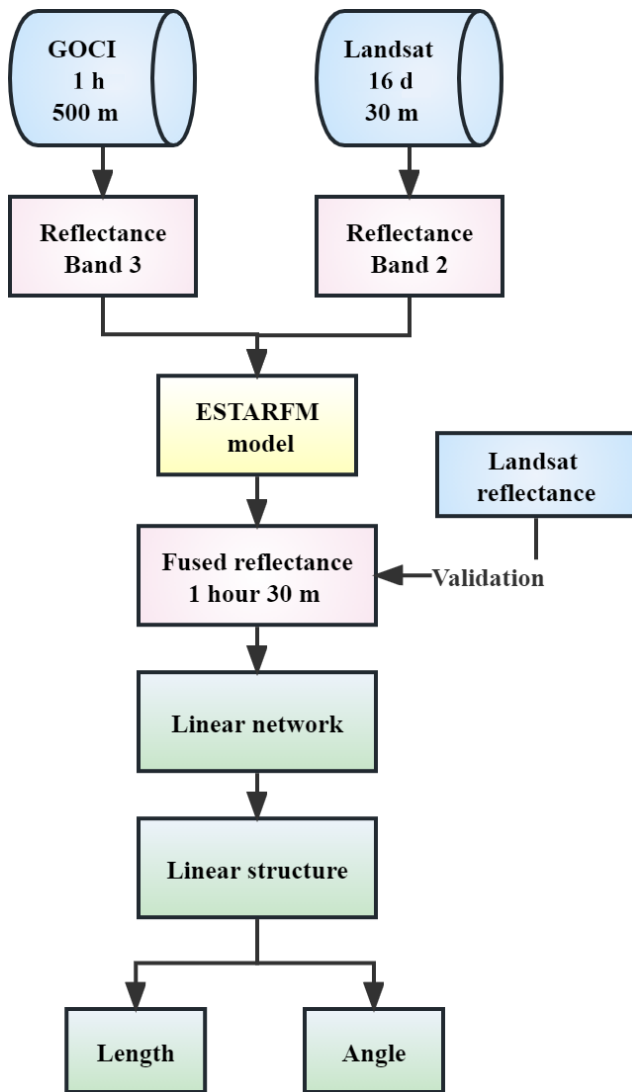 GOCI
1 h
500 m
Landsat
16 d
30 m
Reflectance
Band 3
Reflectance
Band 2
ESTARFM
model
Landsat
reflectance
Fused reflectance
1 hour 30 m
Validation
Linear network
Linear structure
Length
Angle